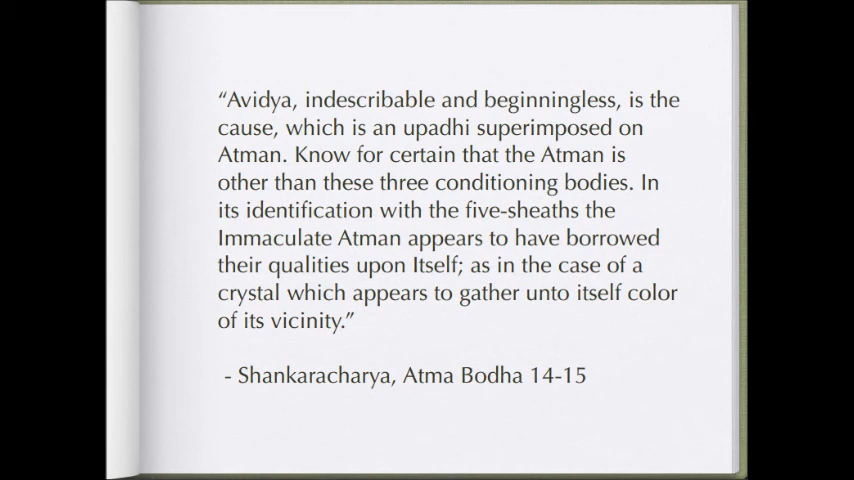 “Avidya, indescribable and beginningless, is the
cause, which is an upadhi superimposed on
Atman. Know for certain that the Atman is
other than these three conditioning bodies. In
its identification with the five-sheaths the
Immaculate Atman appears to have borrowed
their qualities upon Itself; as in the case of a
crystal which appears to gather unto itself color
of its vicinity.”
- Shankaracharya, Atma Bodha 14-15